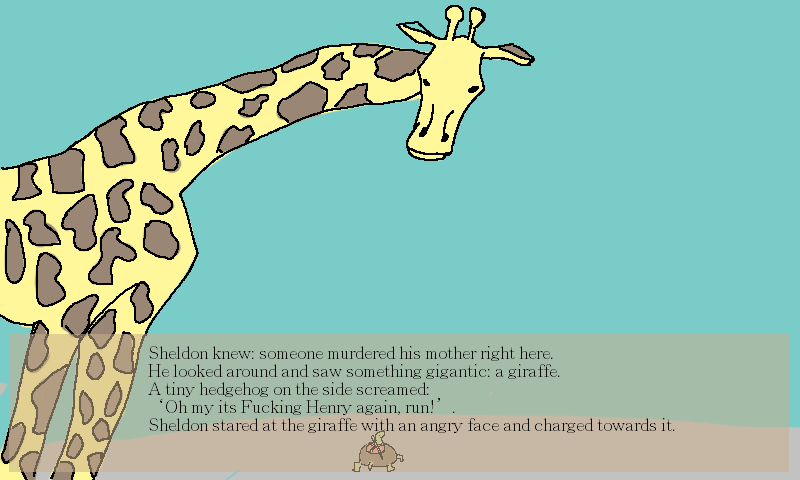 Sheldon knew: someone murdered his mother right here.
He looked around and saw something gigantic: a giraffe.
A tiny hedgehog on the side screamed:
‘Oh my its Fucking Henry again, run!’ .
Sheldon stared at the giraffe with an angry face and charged towards it.